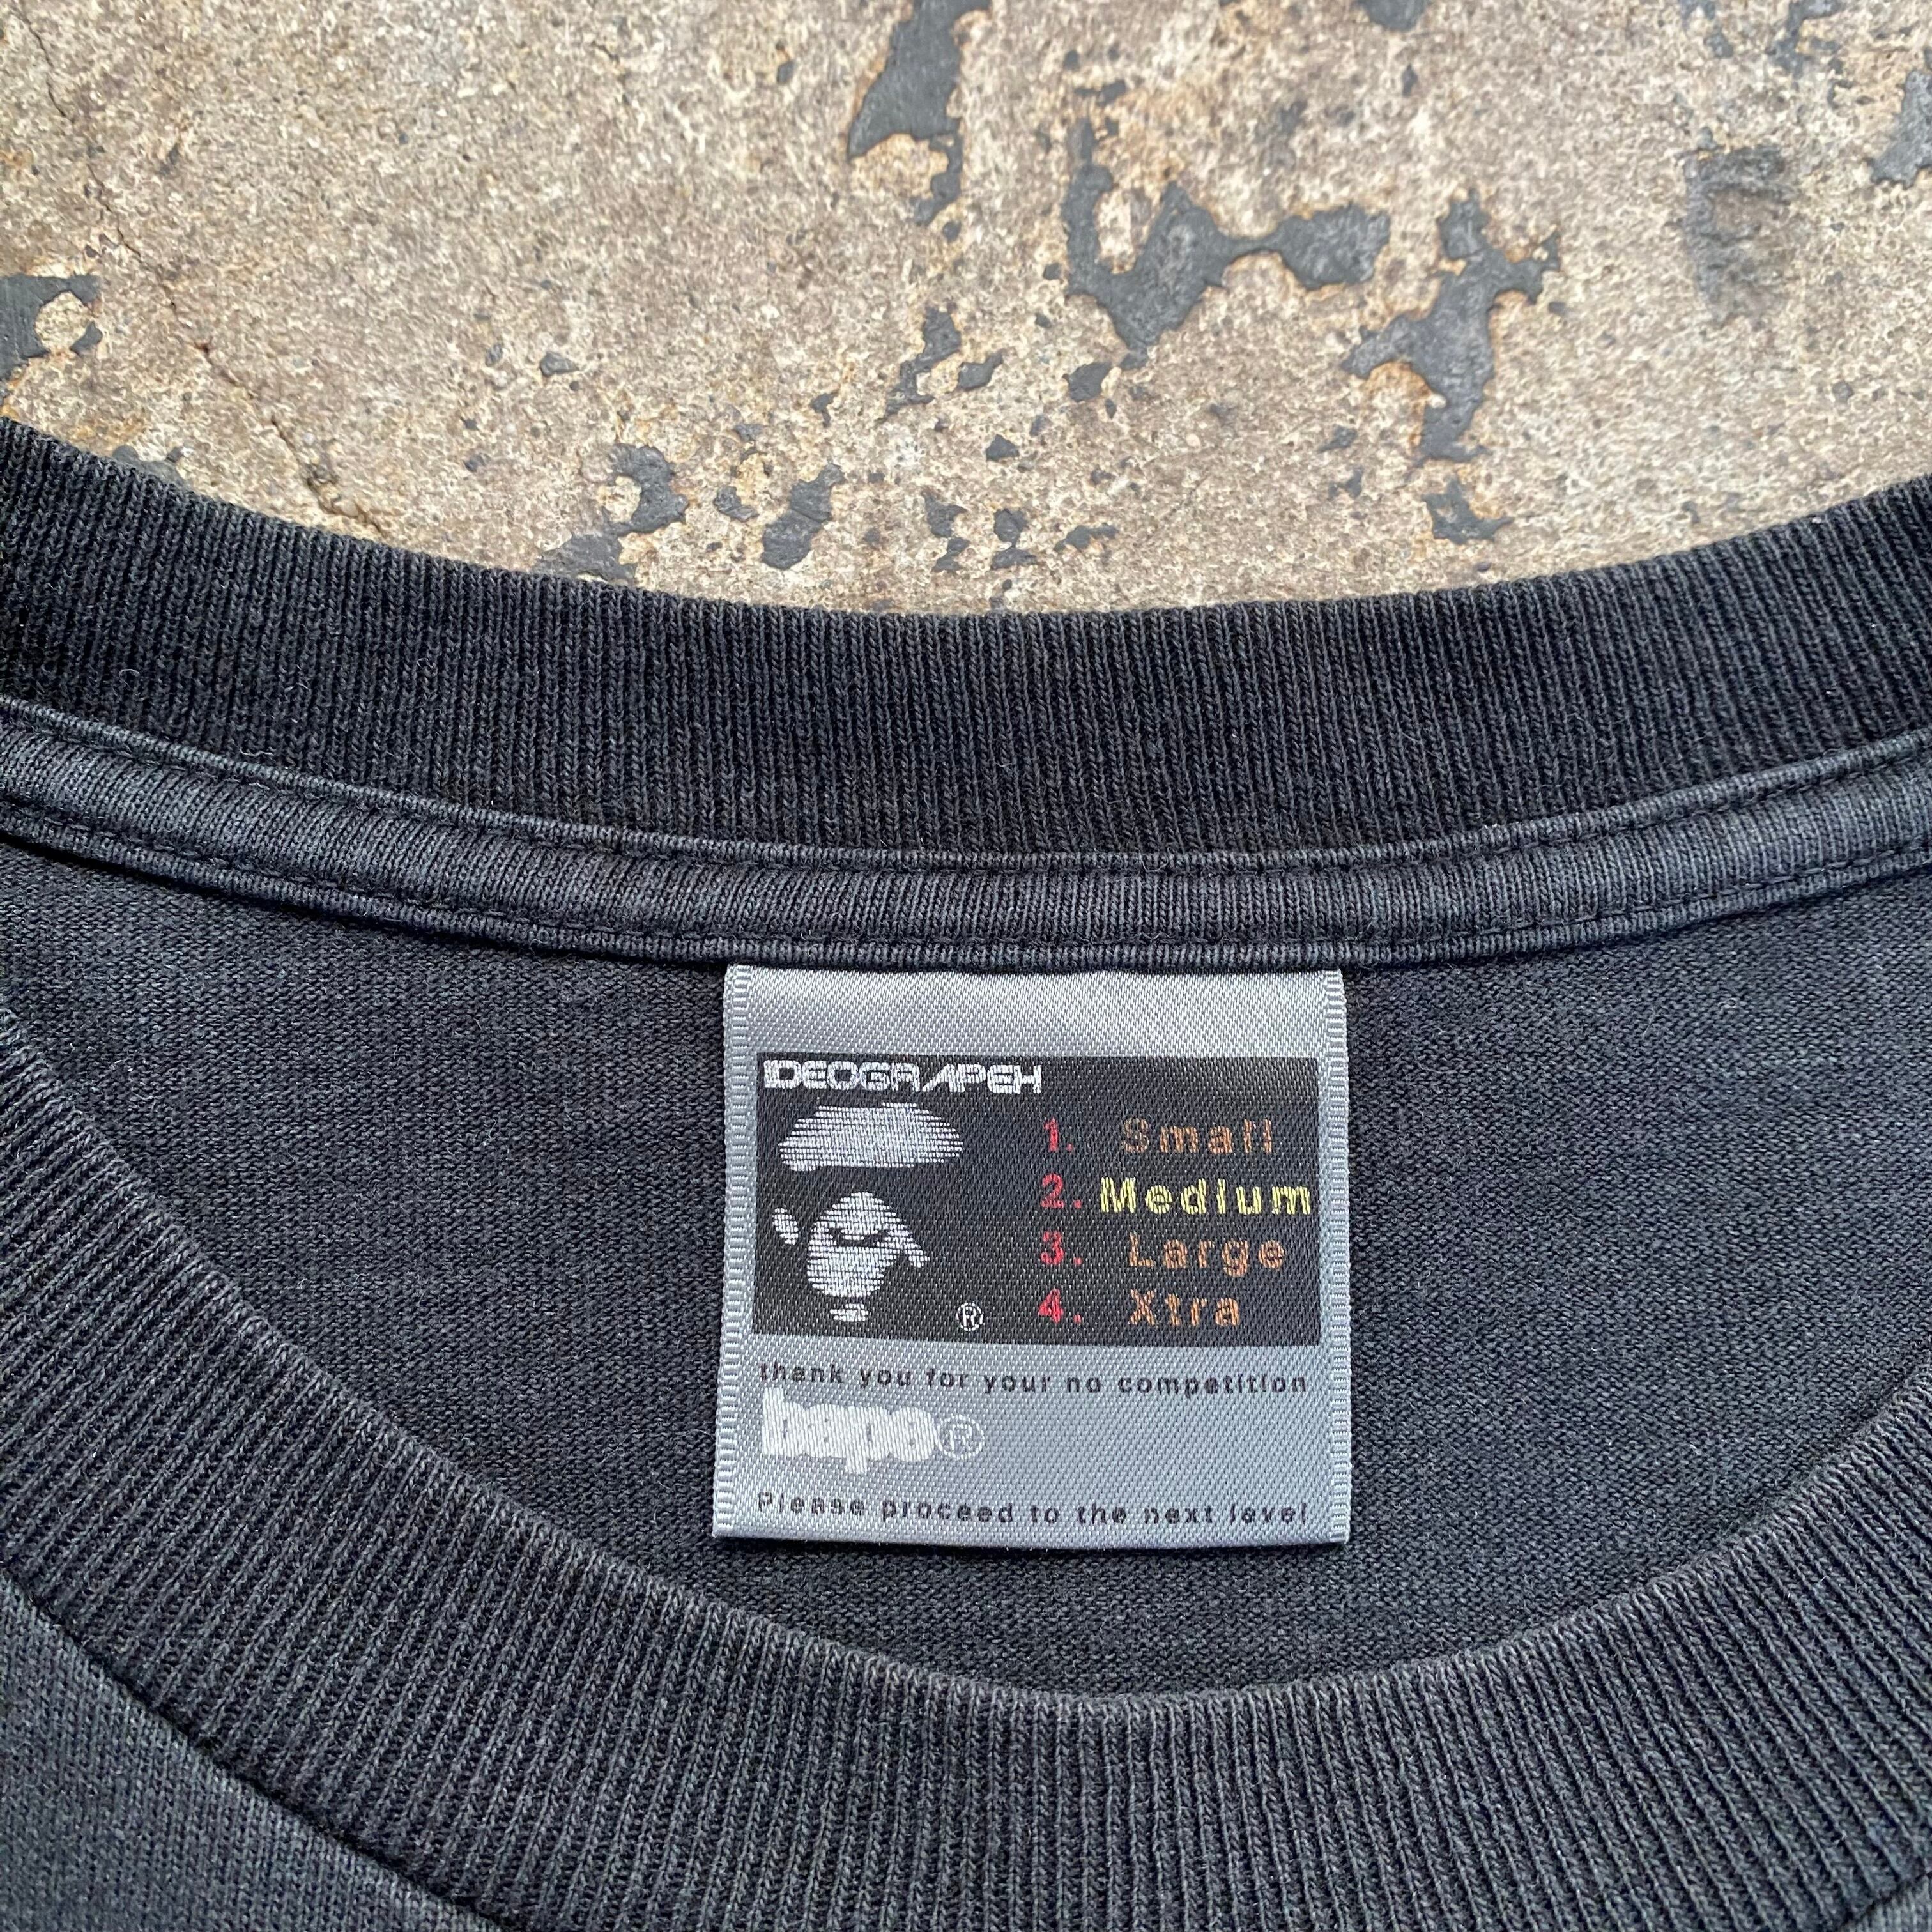 IDEOGRAPEH
1. Small
2. Medium
3. Large
4. Xtra
®
thank you for your no competition
bape®
Please proceed to the next level